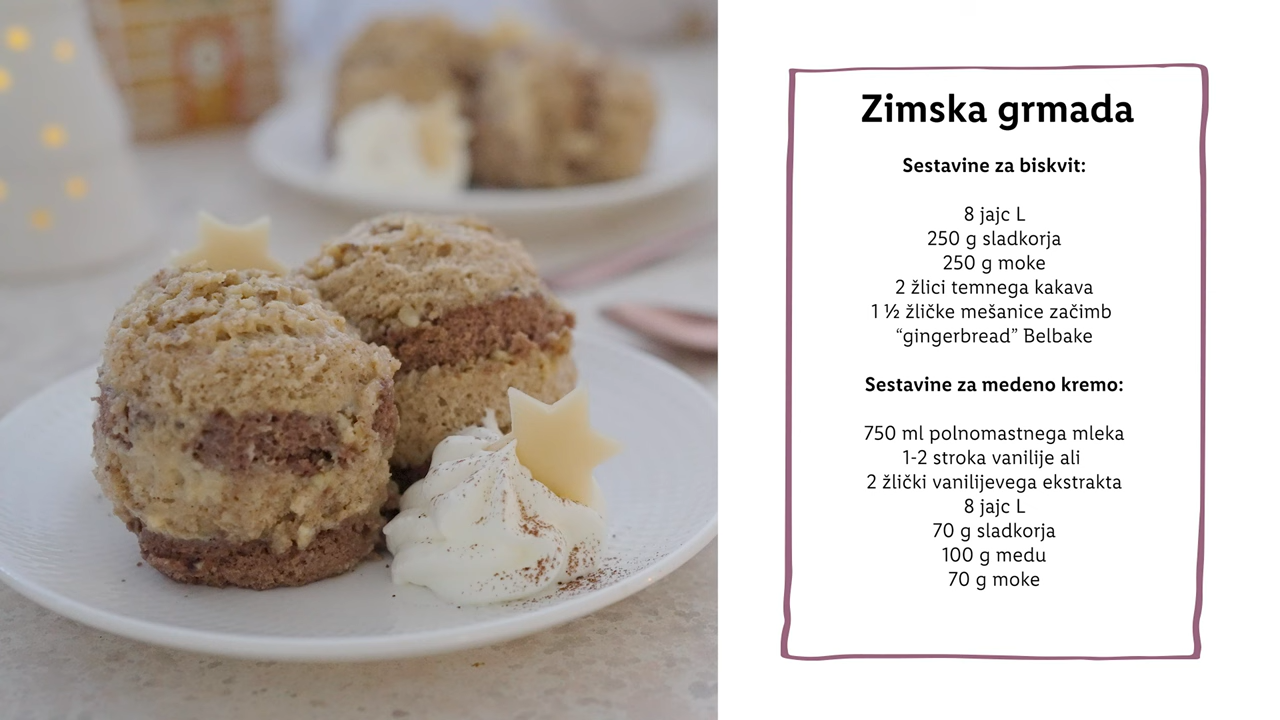 Zimska grmada
Sestavine za biskvit:
8 jajc L
250 g sladkorja
250 g moke
2 žlici temnega kakava
1 ½ žličke mešanice začimb
“gingerbread” Belbake
Sestavine za medeno kremo:
750 ml polnomastnega mleka
1-2 stroka vanilije ali
2 žlički vanilijevega ekstrakta
8 jajc L
70 g sladkorja
100 g medu
70 g moke